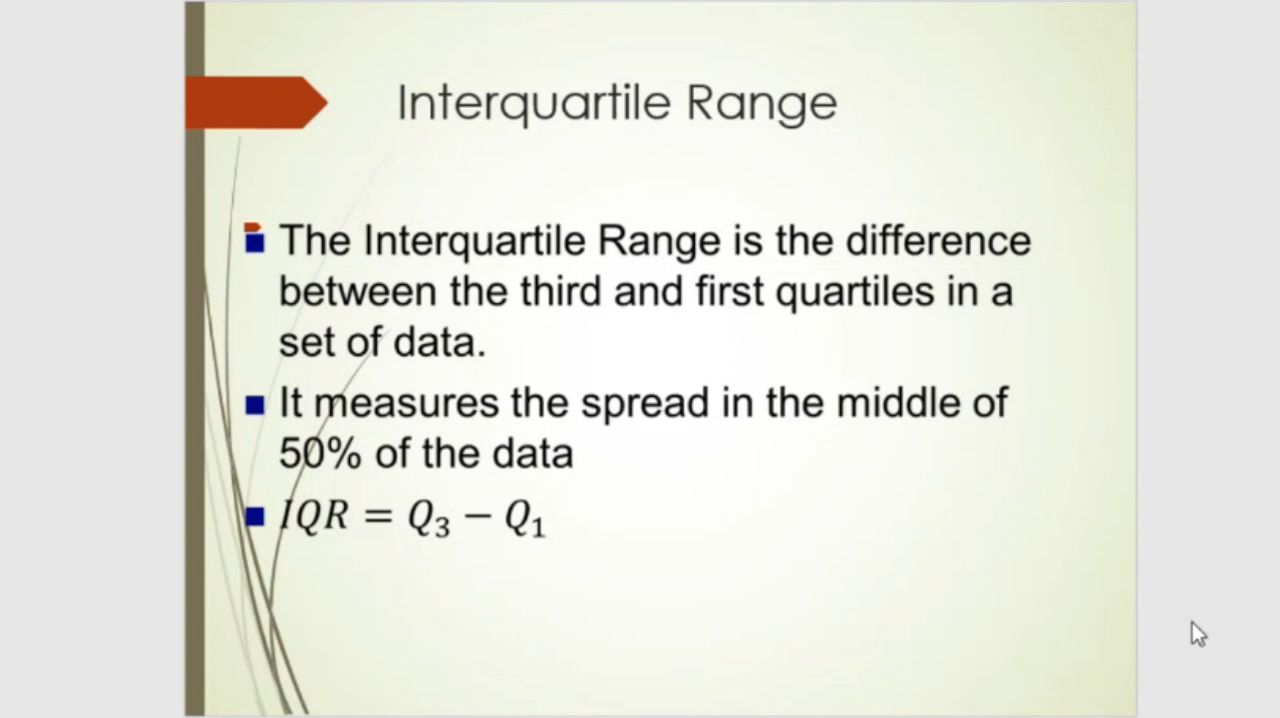 Interquartile Range
The Interquartile Range is the difference
between the third and first quartiles in a
set of data.
It measures the spread in the middle of
50% of the data
𝐼𝑄𝑅 = 𝑄₃ − 𝑄₁